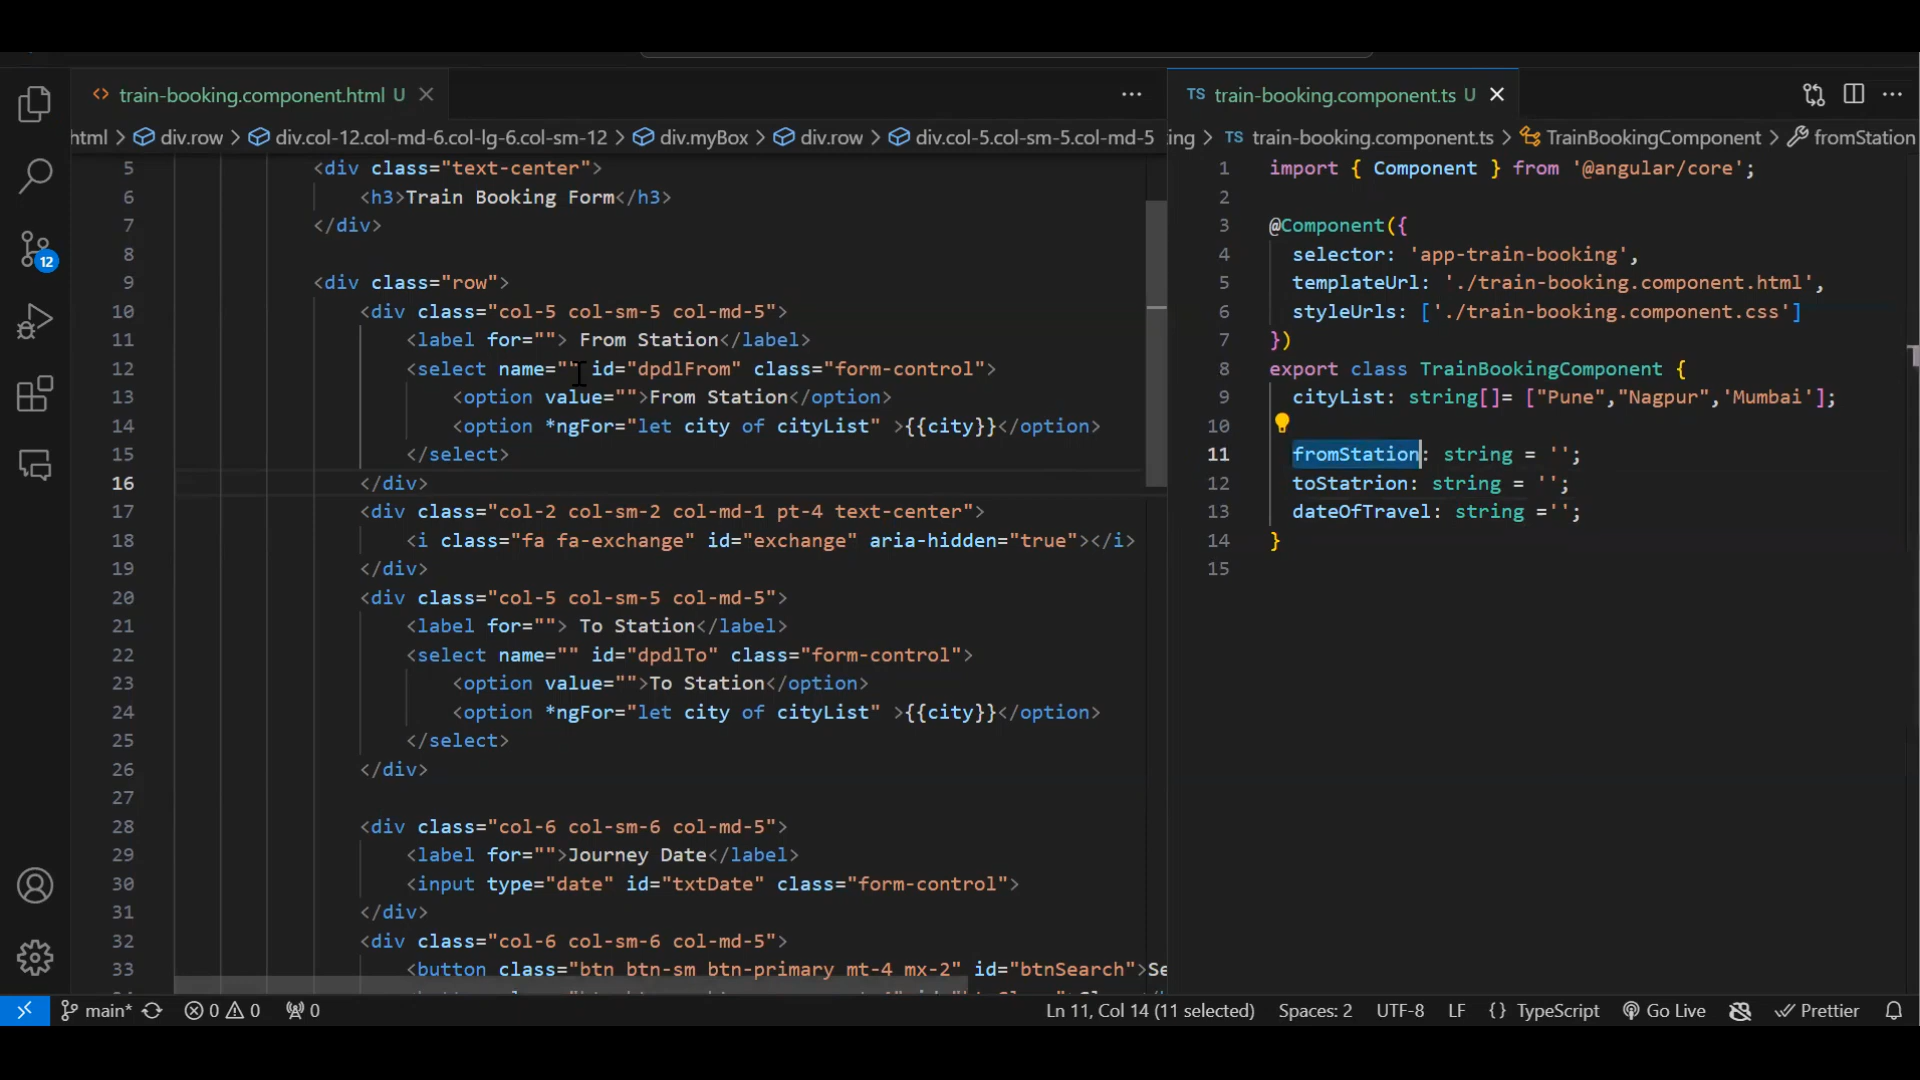 train-booking.component.html U
html > div.row > div.col-12.col-md-6.col-lg-6.col-sm-12 > div.myBox > div.row > div.col-5.col-sm-5.col-md-5
5 <div class="text-center">
6 <h3>Train Booking Form</h3>
7 </div>
8
9 <div class="row">
10 <div class="col-5 col-sm-5 col-md-5">
11 <label for=""> From Station</label>
12 <select name="" id="dpdlFrom" class="form-control">
13 <option value="">From Station</option>
14 <option *ngFor="let city of cityList" >{{city}}</option>
15 </select>
16 </div>
17 <div class="col-2 col-sm-2 col-md-1 pt-4 text-center">
18 <i class="fa fa-exchange" id="exchange" aria-hidden="true"></i>
19 </div>
20 <div class="col-5 col-sm-5 col-md-5">
21 <label for=""> To Station</label>
22 <select name="" id="dpdlTo" class="form-control">
23 <option value="">To Station</option>
24 <option *ngFor="let city of cityList" >{{city}}</option>
25 </select>
26 </div>
27
28 <div class="col-6 col-sm-6 col-md-5">
29 <label for="">Journey Date</label>
30 <input type="date" id="txtDate" class="form-control">
31 </div>
32 <div class="col-6 col-sm-6 col-md-5">
33 <button class="btn btn-sm btn-primary mt-4 mx-2" id="btnSearch">Se
TS train-booking.component.ts U
ing > TS train-booking.component.ts > TrainBookingComponent > fromStation
1 import { Component } from '@angular/core';
2
3 @Component({
4 selector: 'app-train-booking',
5 templateUrl: './train-booking.component.html',
6 styleUrls: ['./train-booking.component.css']
7 })
8 export class TrainBookingComponent {
9 cityList: string[]= ["Pune","Nagpur",'Mumbai'];
10
11 fromStation: string = '';
12 toStatrion: string = '';
13 dateOfTravel: string ='';
14 }
15
12
main* 0 0 0 Ln 11, Col 14 (11 selected) Spaces: 2 UTF-8 LF {} TypeScript Go Live Prettier